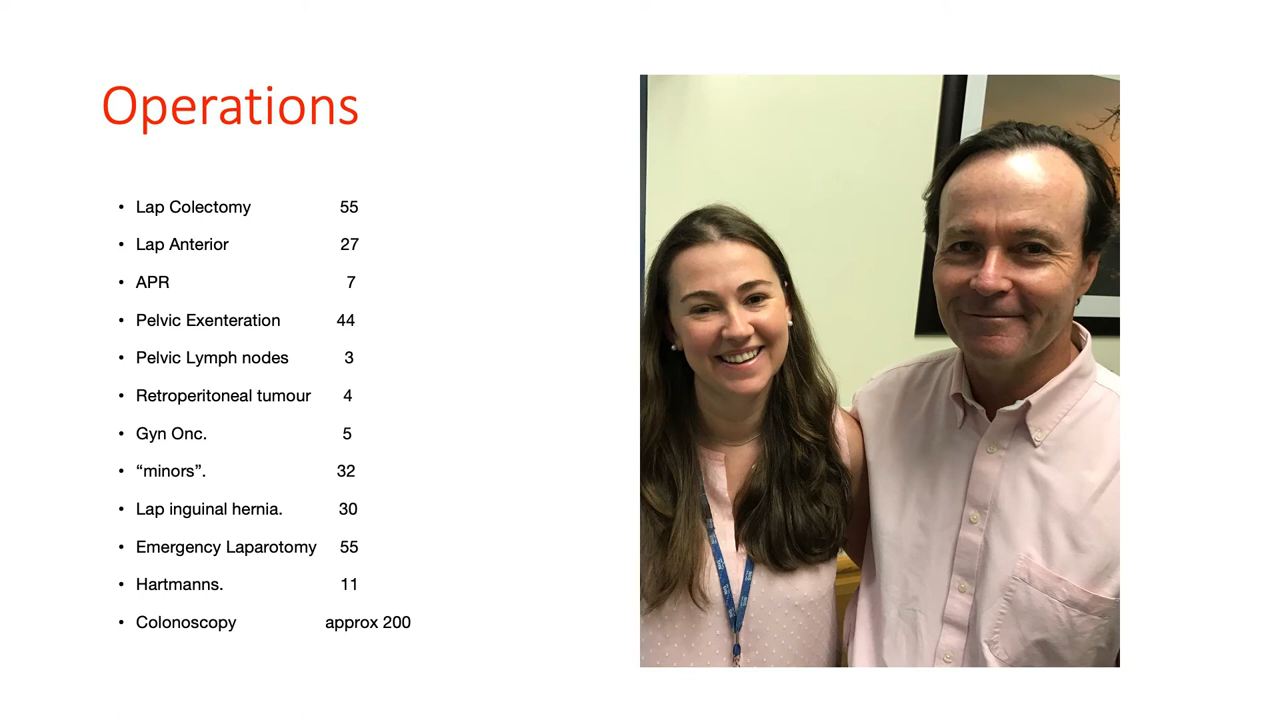 Operations
• Lap Colectomy 55
• Lap Anterior 27
• APR 7
• Pelvic Exenteration 44
• Pelvic Lymph nodes 3
• Retroperitoneal tumour 4
• Gyn Onc. 5
• “minors”. 32
• Lap inguinal hernia. 30
• Emergency Laparotomy 55
• Hartmanns. 11
• Colonoscopy approx 200